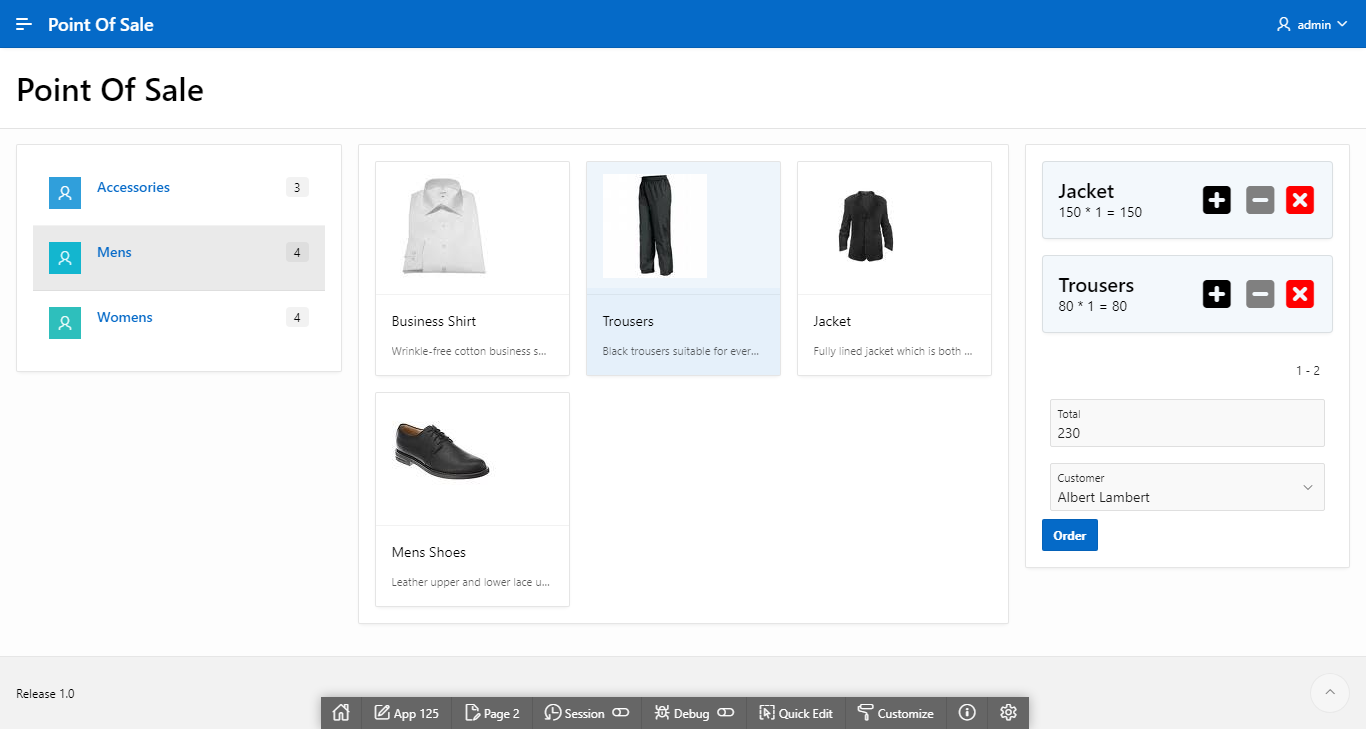 Point Of Sale
admin
Point Of Sale
Accessories
3
Mens
4
Womens
4
Business Shirt
Wrinkle-free cotton business s...
Trousers
Black trousers suitable for ever...
Jacket
Fully lined jacket which is both ...
Mens Shoes
Leather upper and lower lace u...
Jacket
150 * 1 = 150
Trousers
80 * 1 = 80
1 - 2
Total
230
Customer
Albert Lambert
Order
Release 1.0
App 125
Page 2
Session
Debug
Quick Edit
Customize